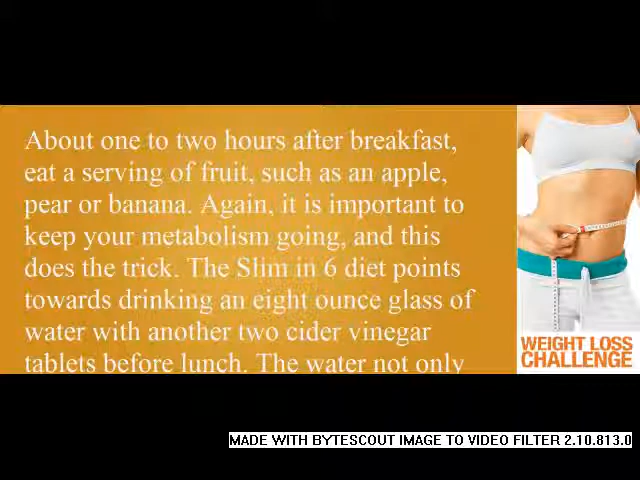 About one to two hours after breakfast,
eat a serving of fruit, such as an apple,
pear or banana. Again, it is important to
keep your metabolism going, and this
does the trick. The Slim in 6 diet points
towards drinking an eight ounce glass of
water with another two cider vinegar
tablets before lunch. The water not only
WEIGHT LOSS
CHALLENGE
MADE WITH BYTESCOUT IMAGE TO VIDEO FILTER 2.10.813.0